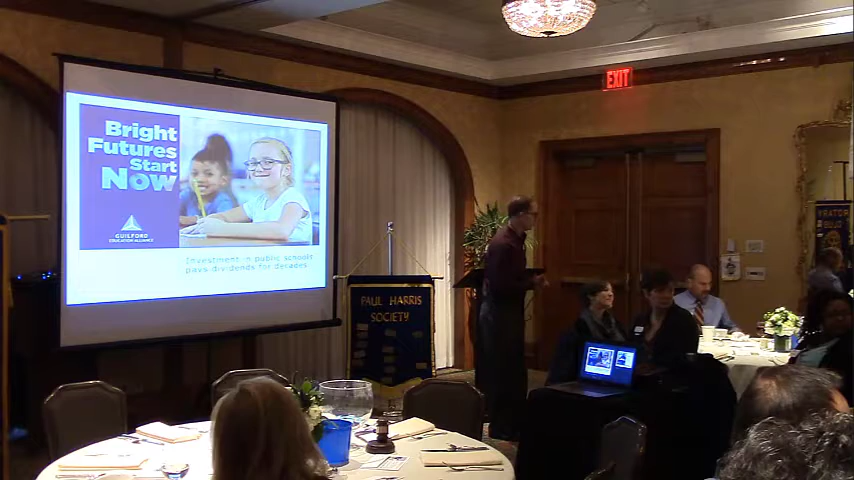 Bright
Futures
Start
NOW
GUILFORD
EDUCATION ALLIANCE
Investment in public schools
pays dividends for decades
EXIT
PAUL HARRIS
SOCIETY